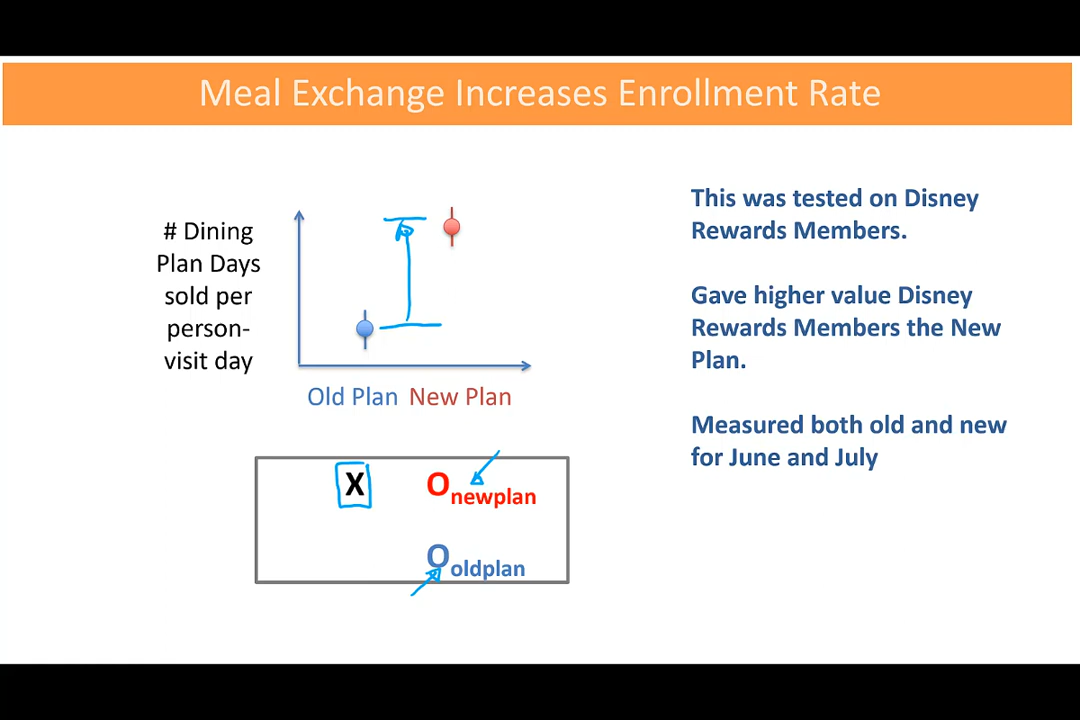 Meal Exchange Increases Enrollment Rate
# Dining
Plan Days
sold per
person-
visit day
Old Plan New Plan
X O newplan
O oldplan
This was tested on Disney
Rewards Members.
Gave higher value Disney
Rewards Members the New
Plan.
Measured both old and new
for June and July